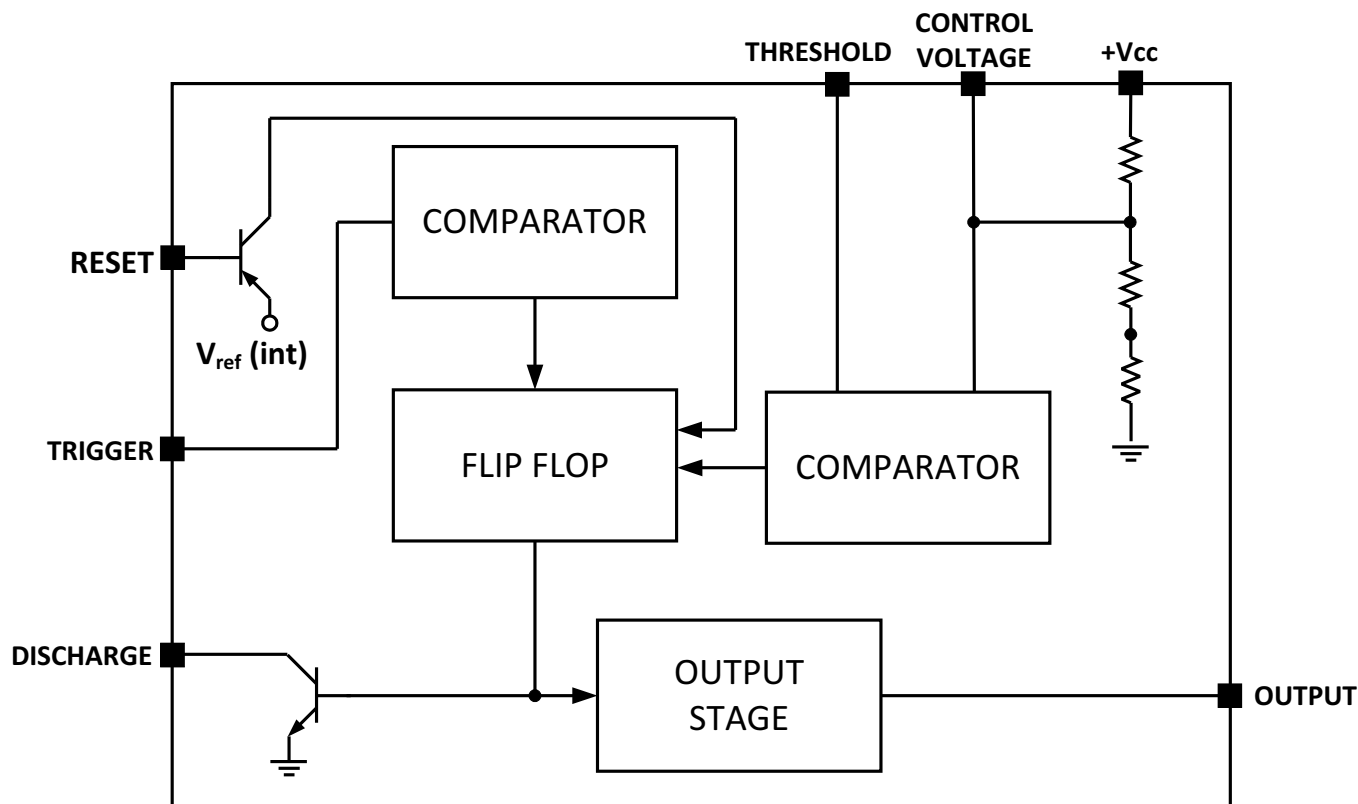 CONTROL
VOLTAGE
THRESHOLD
+Vcc
COMPARATOR
RESET
Vref (int)
TRIGGER
FLIP FLOP
COMPARATOR
DISCHARGE
OUTPUT
STAGE
OUTPUT